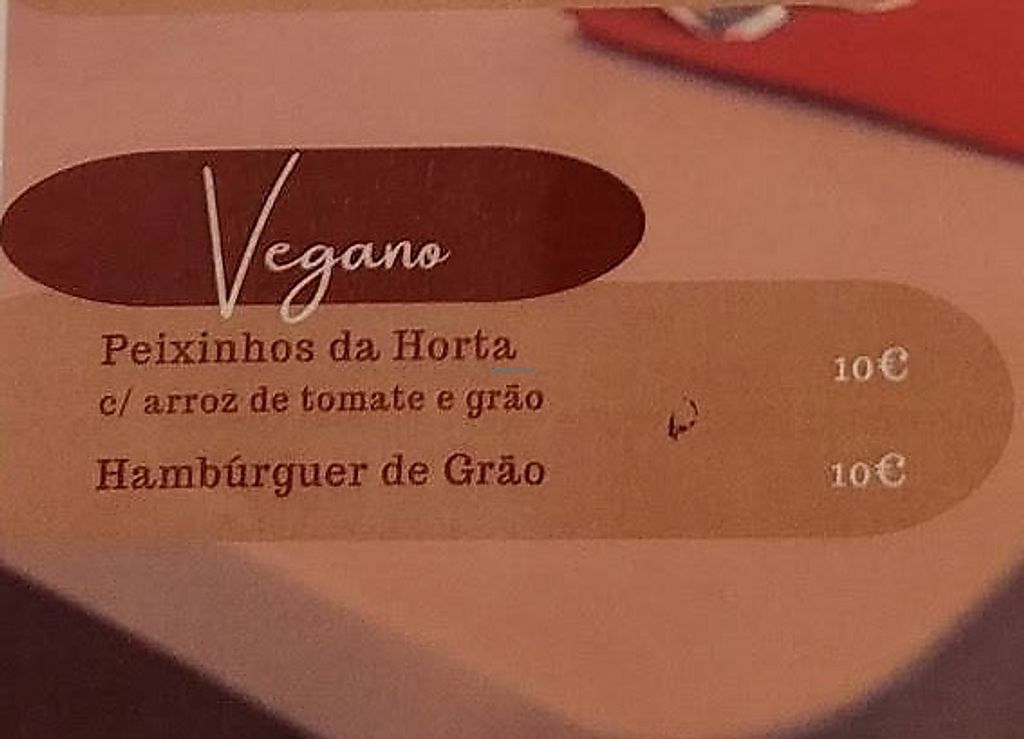 Vegano
Peixinhos da Horta
10€
c/ arroz de tomate e grão
Hambúrguer de Grão
10€